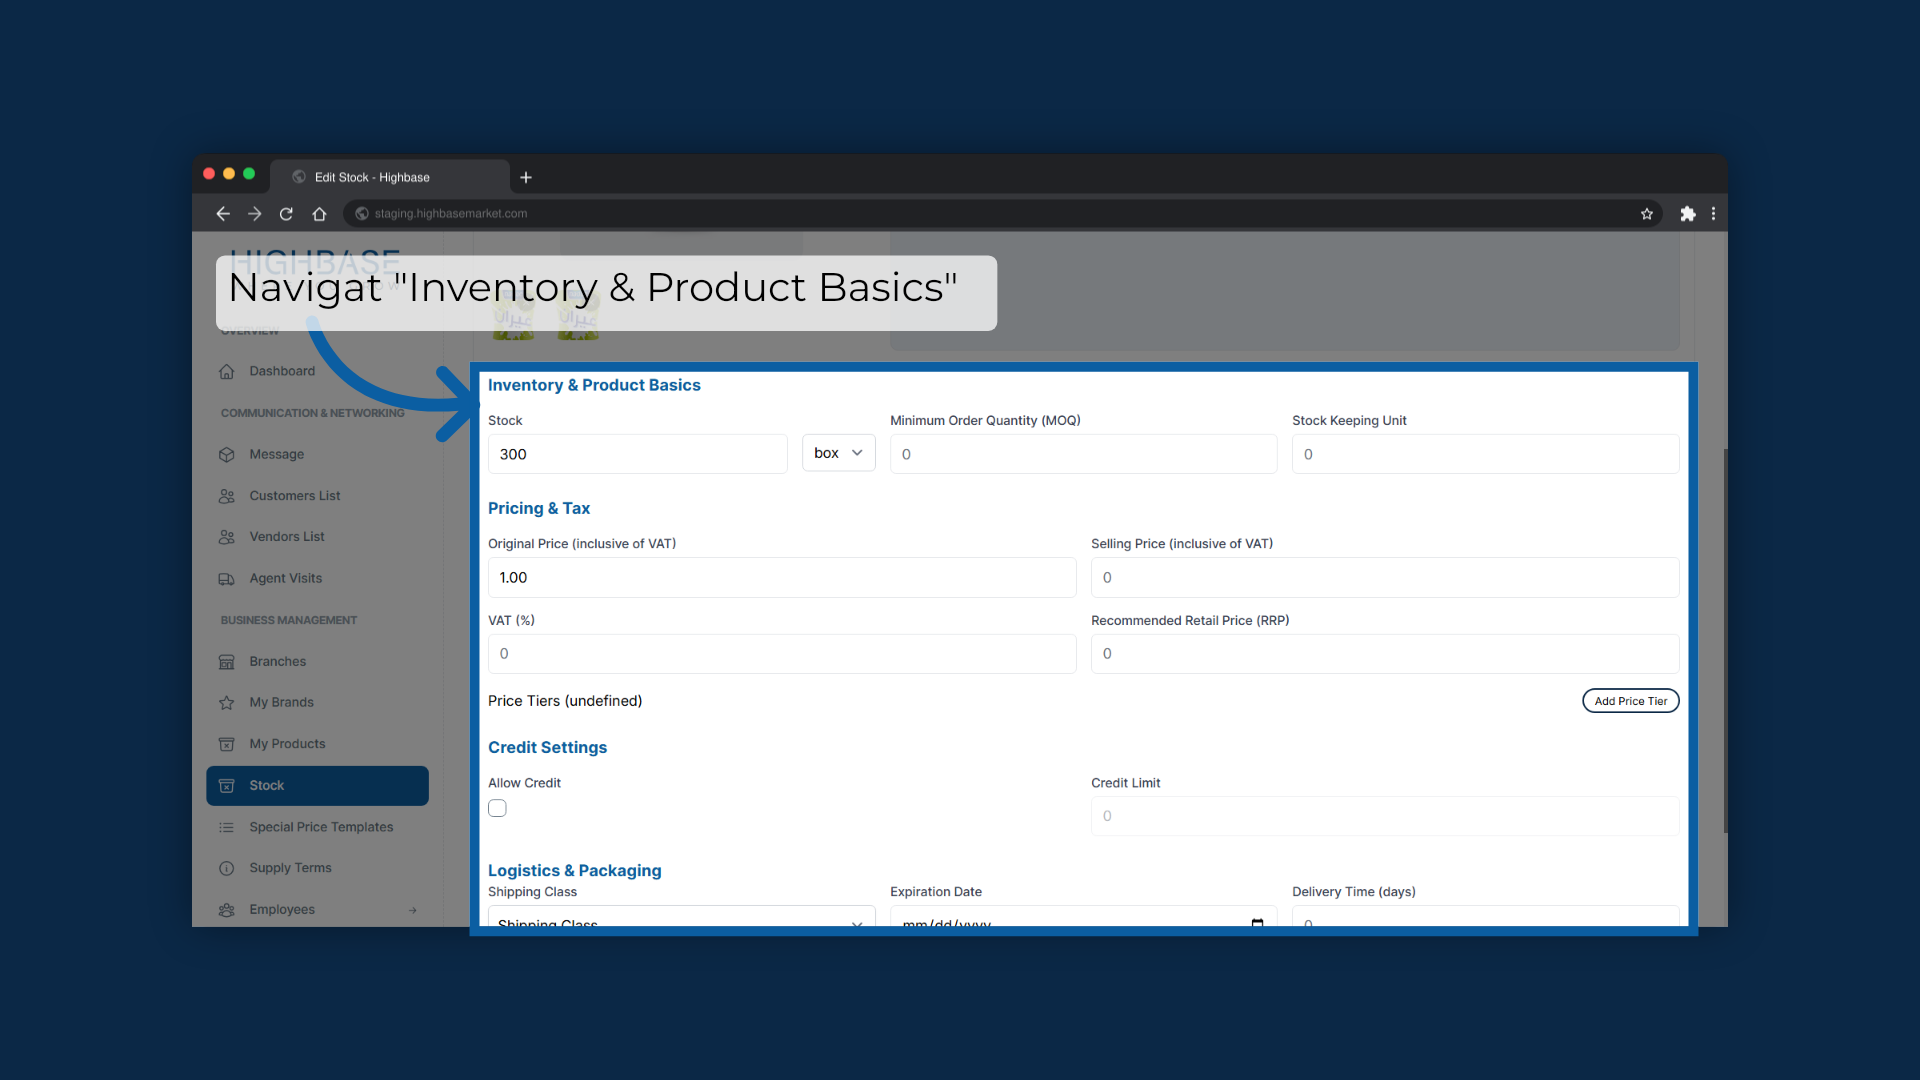 Edit Stock - Highbase
staging.highbasemarket.com
HIGHBASE
Navigat "Inventory & Product Basics"
OVERVIEW
Dashboard
COMMUNICATION & NETWORKING
Message
Customers List
Vendors List
Agent Visits
BUSINESS MANAGEMENT
Branches
My Brands
My Products
Stock
Special Price Templates
Supply Terms
Employees
Inventory & Product Basics
Stock
300
box
Minimum Order Quantity (MOQ)
0
Stock Keeping Unit
0
Pricing & Tax
Original Price (inclusive of VAT)
1.00
Selling Price (inclusive of VAT)
0
VAT (%)
0
Recommended Retail Price (RRP)
0
Price Tiers (undefined)
Add Price Tier
Credit Settings
Allow Credit
Credit Limit
0
Logistics & Packaging
Shipping Class
Shipping Class
Expiration Date
mm/dd/yyyy
Delivery Time (days)
0